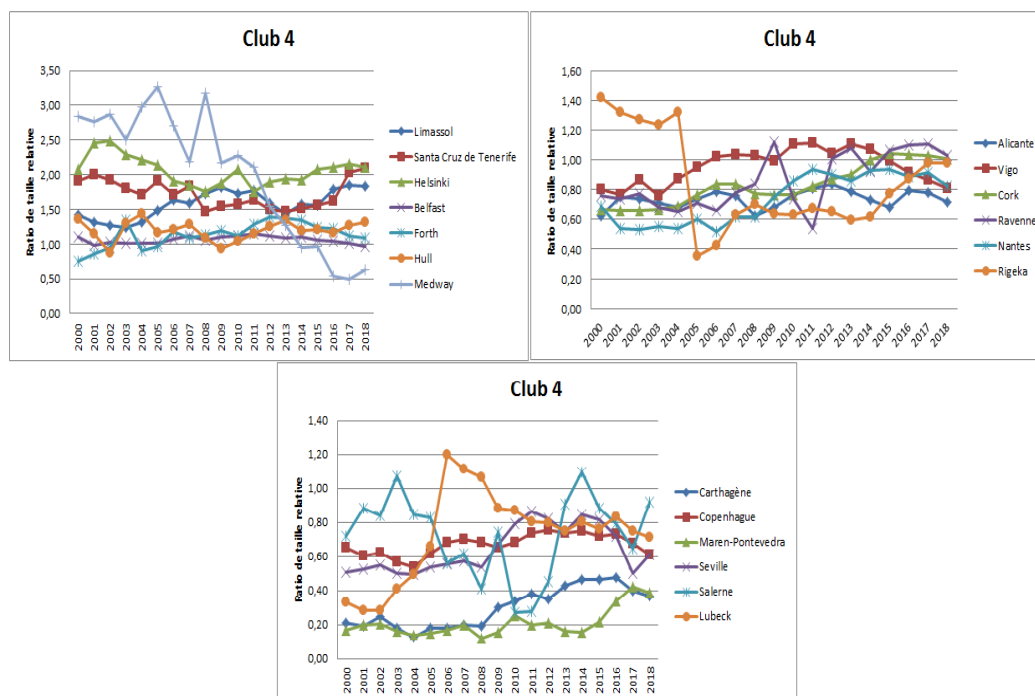 Club 4
Ratio de taille relative
3,50
3,00
2,50
2,00
1,50
1,00
0,50
0,00
2000 2001 2002 2003 2004 2005 2006 2007 2008 2009 2010 2011 2012 2013 2014 2015 2016 2017 2018
Limassol
Santa Cruz de Tenerife
Helsinki
Belfast
Forth
Hull
Medway
Club 4
Ratio de taille relative
1,60
1,40
1,20
1,00
0,80
0,60
0,40
0,20
0,00
2000 2001 2002 2003 2004 2005 2006 2007 2008 2009 2010 2011 2012 2013 2014 2015 2016 2017 2018
Alicante
Vigo
Cork
Ravenne
Nantes
Rigeka
Club 4
Ratio de taille relative
1,40
1,20
1,00
0,80
0,60
0,40
0,20
0,00
2000 2001 2002 2003 2004 2005 2006 2007 2008 2009 2010 2011 2012 2013 2014 2015 2016 2017 2018
Carthagène
Copenhague
Maren-Pontevedra
Seville
Salerne
Lubeck